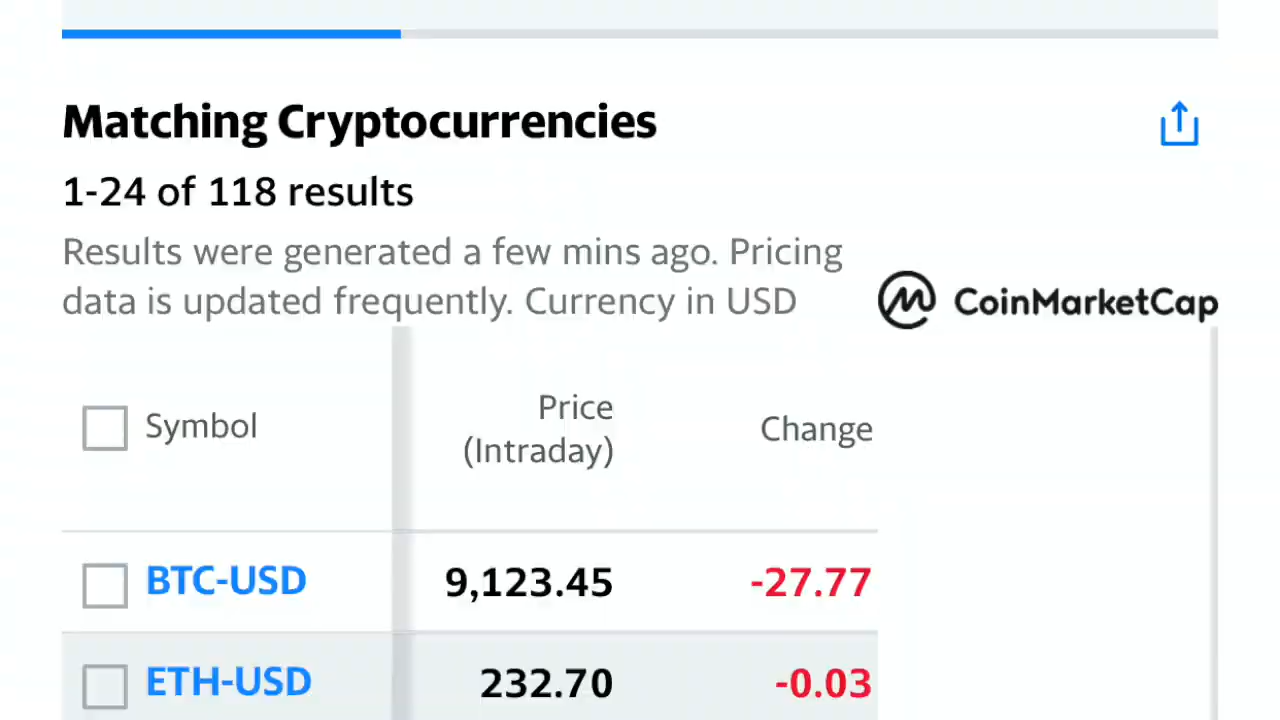 Matching Cryptocurrencies
1-24 of 118 results
Results were generated a few mins ago. Pricing
data is updated frequently. Currency in USD
CoinMarketCap
Symbol
Price
(Intraday)
Change
BTC-USD 9,123.45 -27.77
ETH-USD 232.70 -0.03